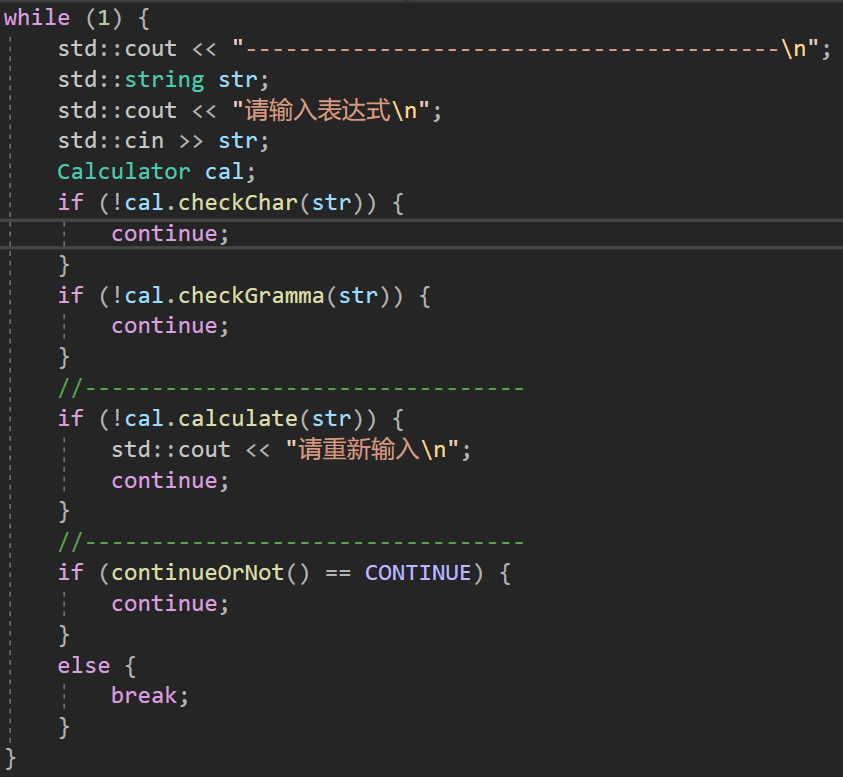 while (1) {
    std::cout << "----------------------------------------\n";
    std::string str;
    std::cout << "请输入表达式\n";
    std::cin >> str;
    Calculator cal;
    if (!cal.checkChar(str)) {
        continue;
    }
    if (!cal.checkGramma(str)) {
        continue;
    }
    //---------------------------------
    if (!cal.calculate(str)) {
        std::cout << "请重新输入\n";
        continue;
    }
    //---------------------------------
    if (continueOrNot() == CONTINUE) {
        continue;
    }
    else {
        break;
    }
}